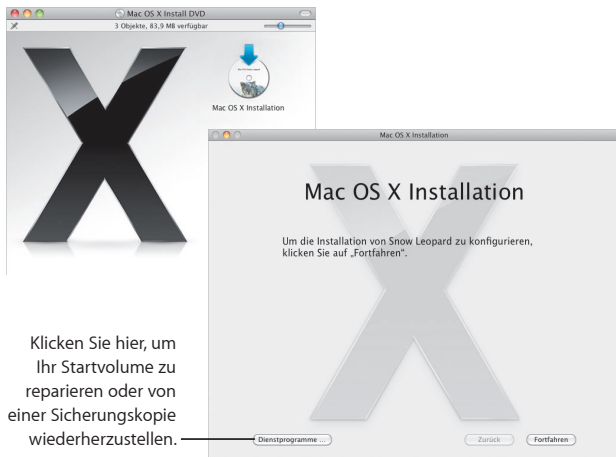 Mac OS X Install DVD
3 Objekte, 83,9 MB verfügbar
Mac OS X Installation
Mac OS X Installation
Mac OS X Installation
Um die Installation von Snow Leopard zu konfigurieren,
klicken Sie auf „Fortfahren“.
Klicken Sie hier, um
Ihr Startvolume zu
reparieren oder von
einer Sicherungskopie
wiederherzustellen.
Dienstprogramme ...
Zurück
Fortfahren